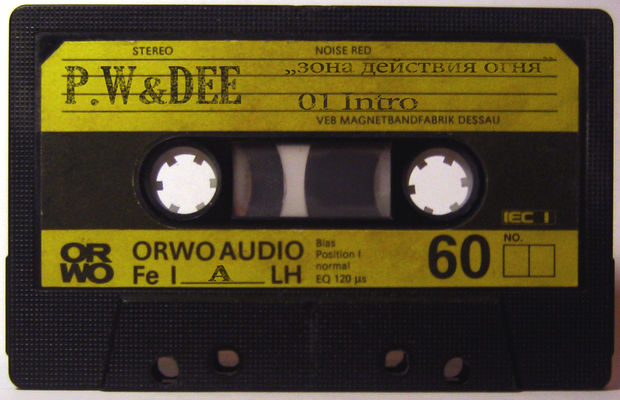 STEREO NOISE RED
P.W&DEE „зона действия огня”
01 Intro
VEB MAGNETBANDFABRIK DESSAU
IEC I
OR
WO
ORWO AUDIO
Fe I A LH
Bias
Position I
normal
EQ 120 µs
60
NO.